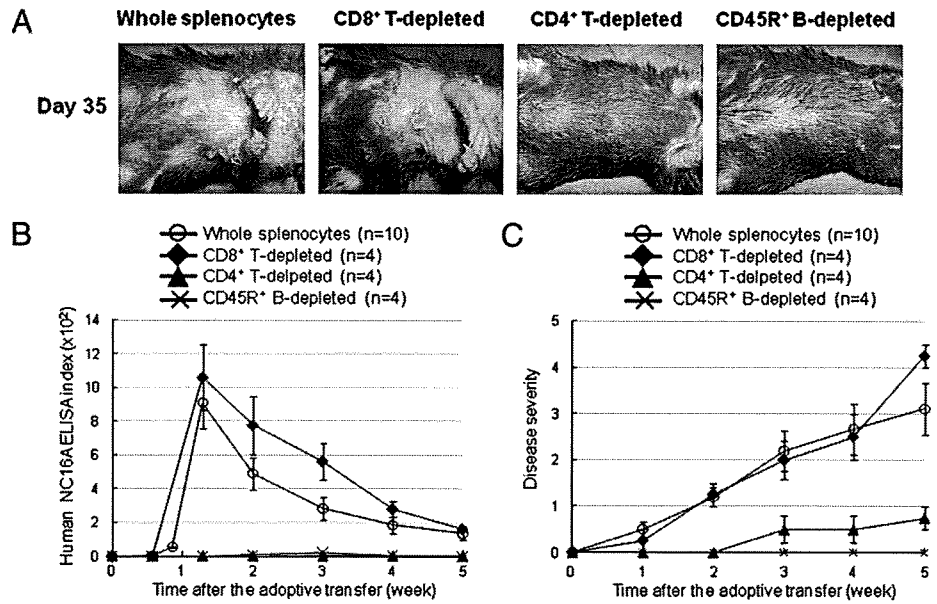 A
Whole splenocytes
CD8⁺ T-depleted
CD4⁺ T-depleted
CD45R⁺ B-depleted
Day 35
B
Whole splenocytes (n=10)
CD8⁺ T-depleted (n=4)
CD4⁺ T-delpeted (n=4)
CD45R⁺ B-depleted (n=4)
Human NC16A ELISA index (x10²)
14
12
10
8
6
4
2
0
0 1 2 3 4 5
Time after the adoptive transfer (week)
C
Whole splenocytes (n=10)
CD8⁺ T-depleted (n=4)
CD4⁺ T-delpeted (n=4)
CD45R⁺ B-depleted (n=4)
Disease severity
5
4
3
2
1
0
0 1 2 3 4 5
Time after the adoptive transfer (week)